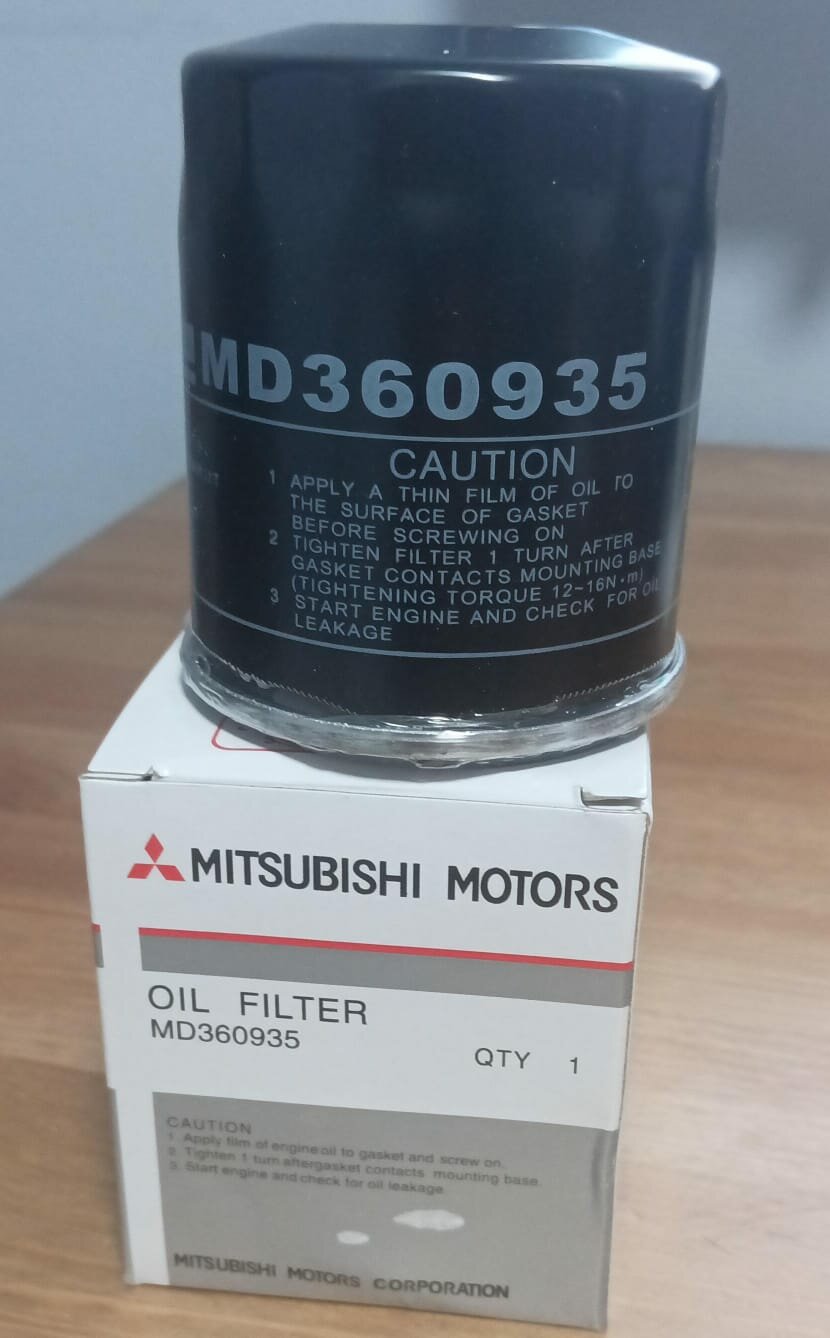 MD360935
CAUTION
1 APPLY A THIN FILM OF OIL TO
THE SURFACE OF GASKET
BEFORE SCREWING ON
2 TIGHTEN FILTER 1 TURN AFTER
GASKET CONTACTS MOUNTING BASE
(TIGHTENING TORQUE 12~16N·m)
3 START ENGINE AND CHECK FOR OIL
LEAKAGE
MITSUBISHI MOTORS
OIL FILTER
MD360935
QTY 1
CAUTION
1. Apply film of engine oil to gasket and screw on.
2. Tighten 1 turn aftergasket contacts mounting base.
3. Start engine and check for oil leakage.
MITSUBISHI MOTORS CORPORATION